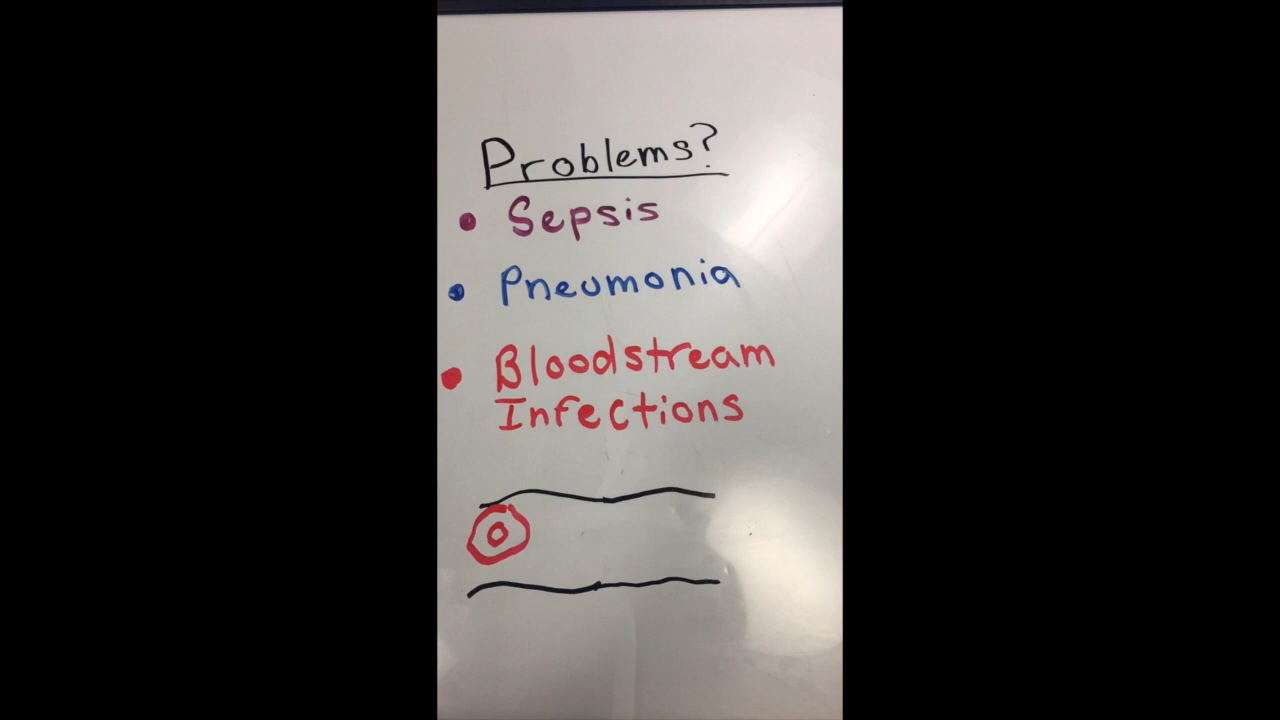 Problems?
• Sepsis
• Pneumonia
• Bloodstream
Infections